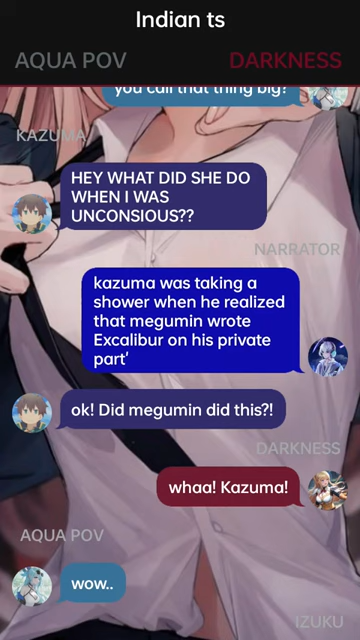 Indian ts
AQUA POV
DARKNESS
you call that thing big?
KAZUMA
HEY WHAT DID SHE DO
WHEN I WAS
UNCONSIOUS??
NARRATOR
kazuma was taking a
shower when he realized
that megumin wrote
Excalibur on his private
part'
ok! Did megumin did this?!
DARKNESS
whaa! Kazuma!
AQUA POV
wow..
IZUKU